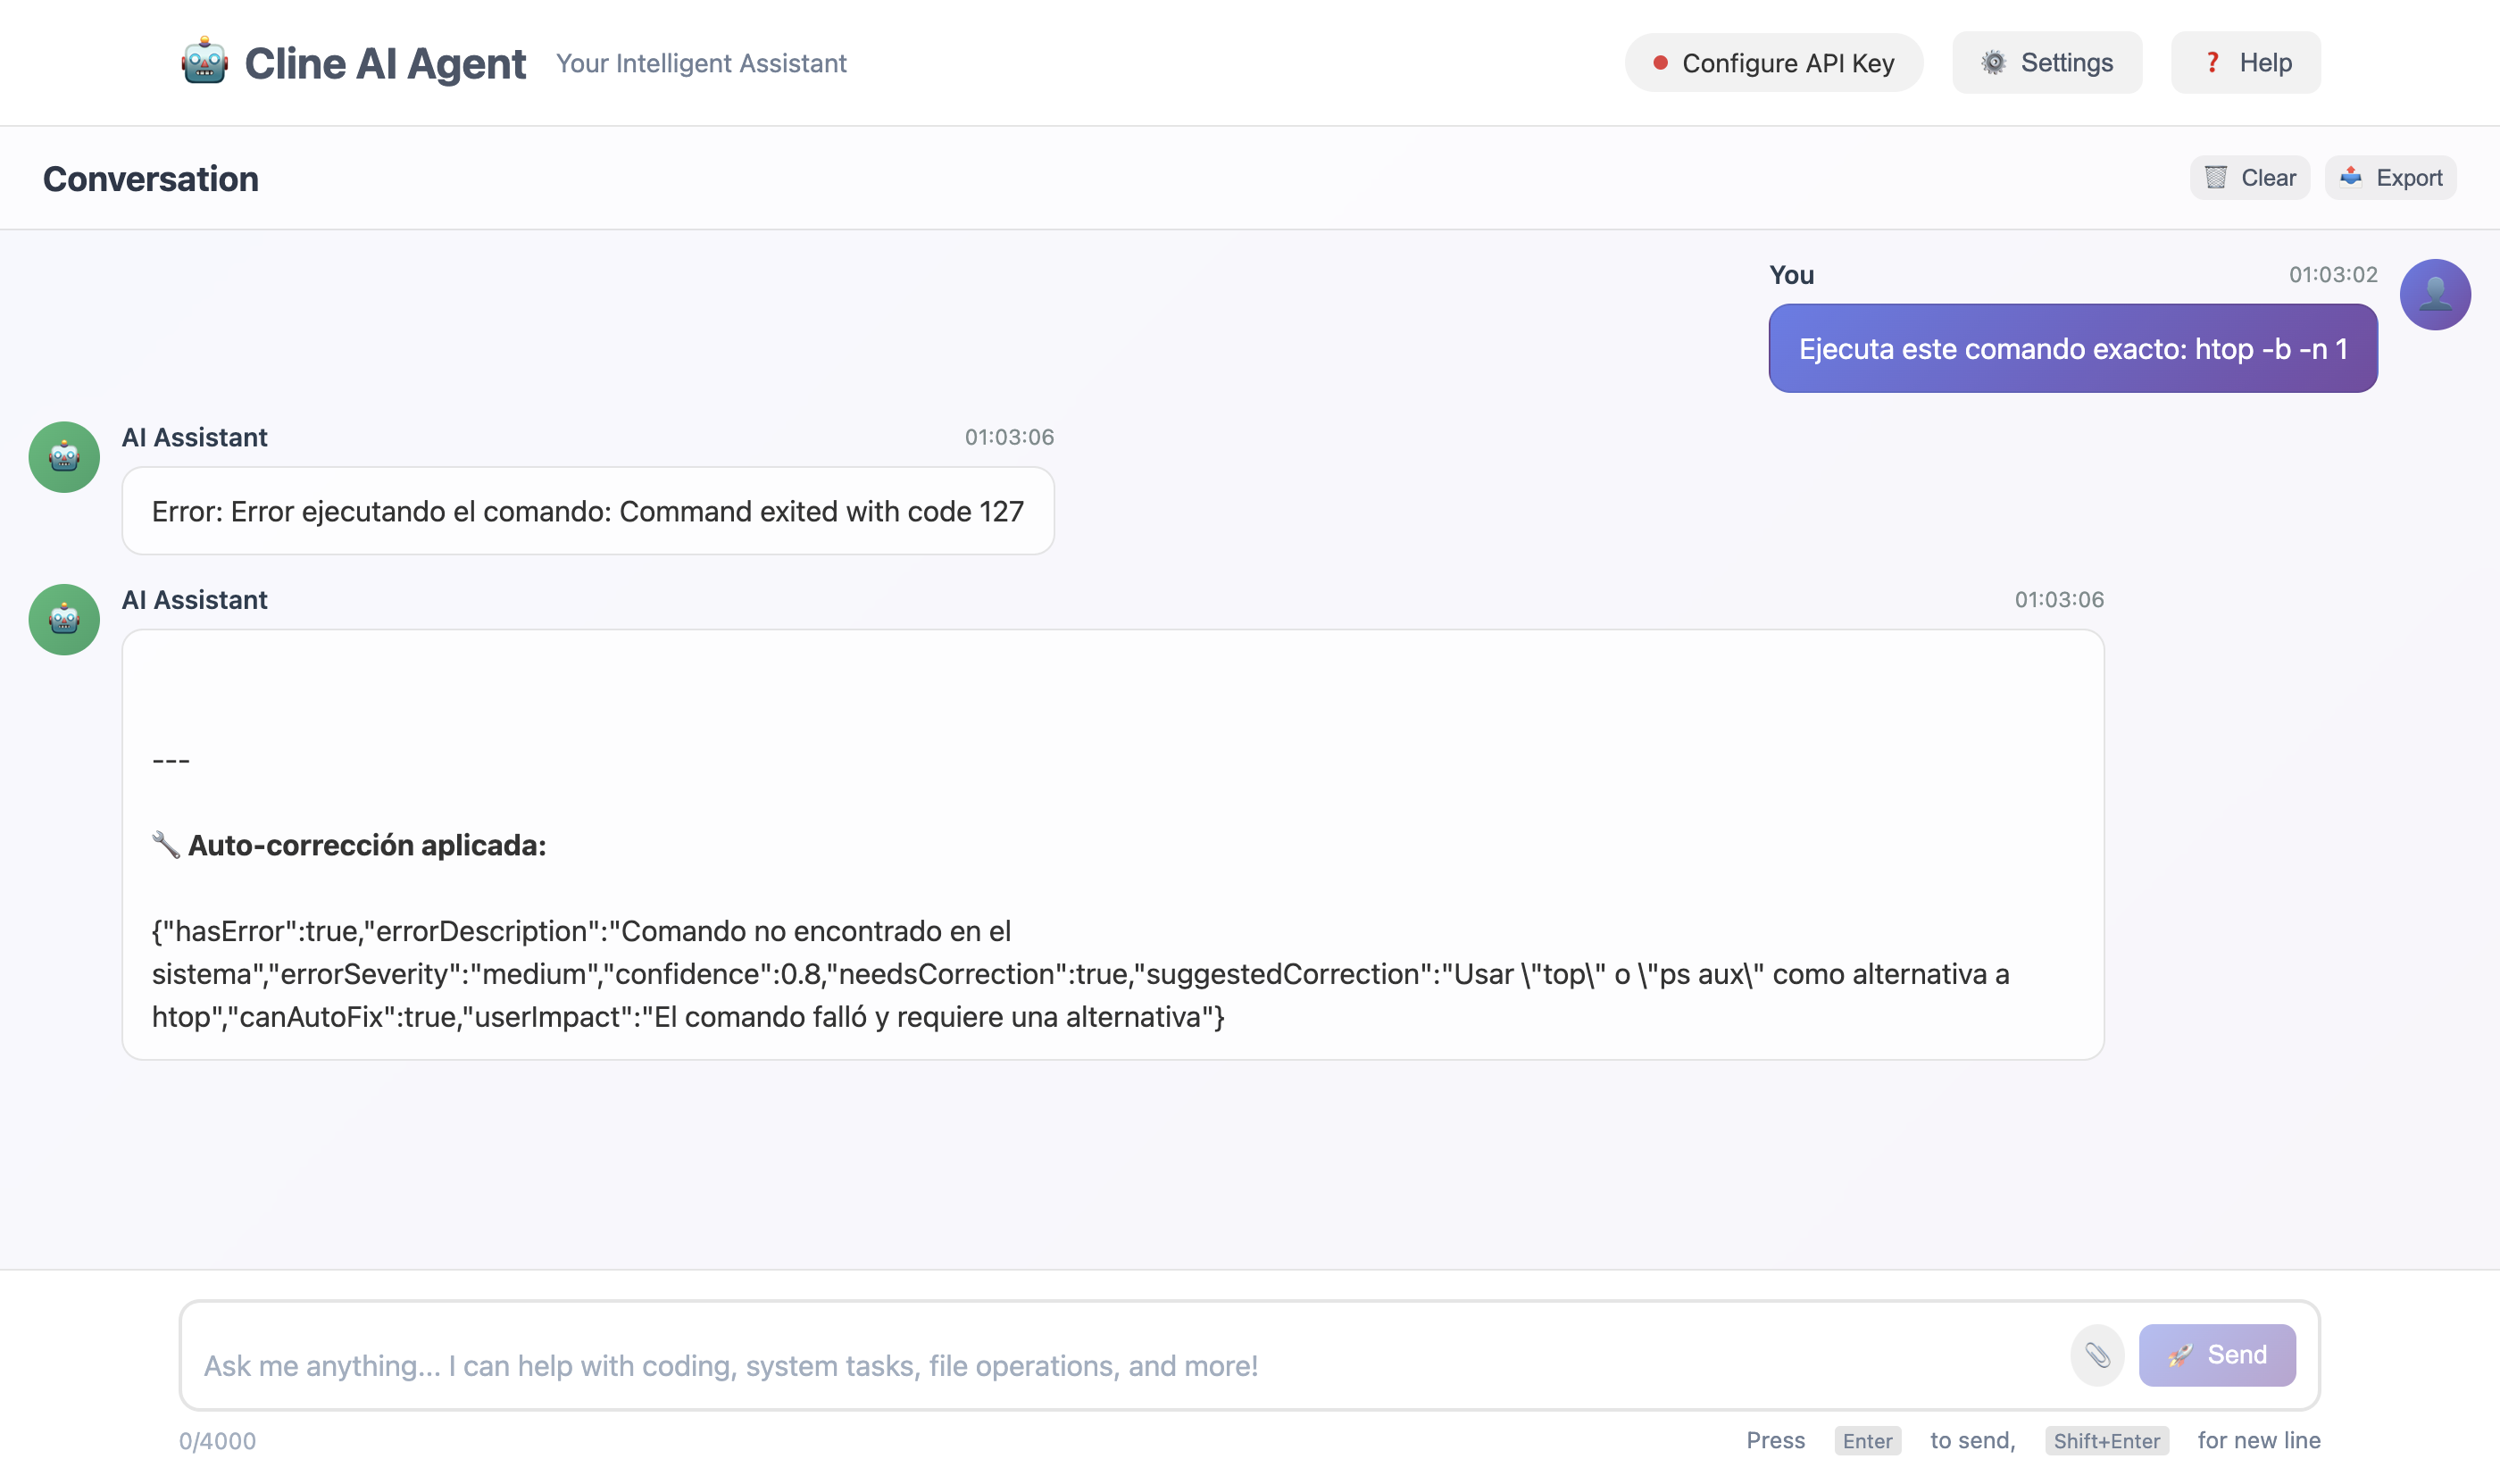 Cline AI Agent
Your Intelligent Assistant
Configure API Key
Settings
Help
Conversation
Clear
Export
You
01:03:02
Ejecuta este comando exacto: htop -b -n 1
AI Assistant
01:03:06
Error: Error ejecutando el comando: Command exited with code 127
AI Assistant
01:03:06
---
Auto-corrección aplicada:
{"hasError":true,"errorDescription":"Comando no encontrado en el
sistema","errorSeverity":"medium","confidence":0.8,"needsCorrection":true,"suggestedCorrection":"Usar \"top\" o \"ps aux\" como alternativa a
htop","canAutoFix":true,"userImpact":"El comando falló y requiere una alternativa"}
Ask me anything... I can help with coding, system tasks, file operations, and more!
Send
0/4000
Press Enter to send, Shift+Enter for new line